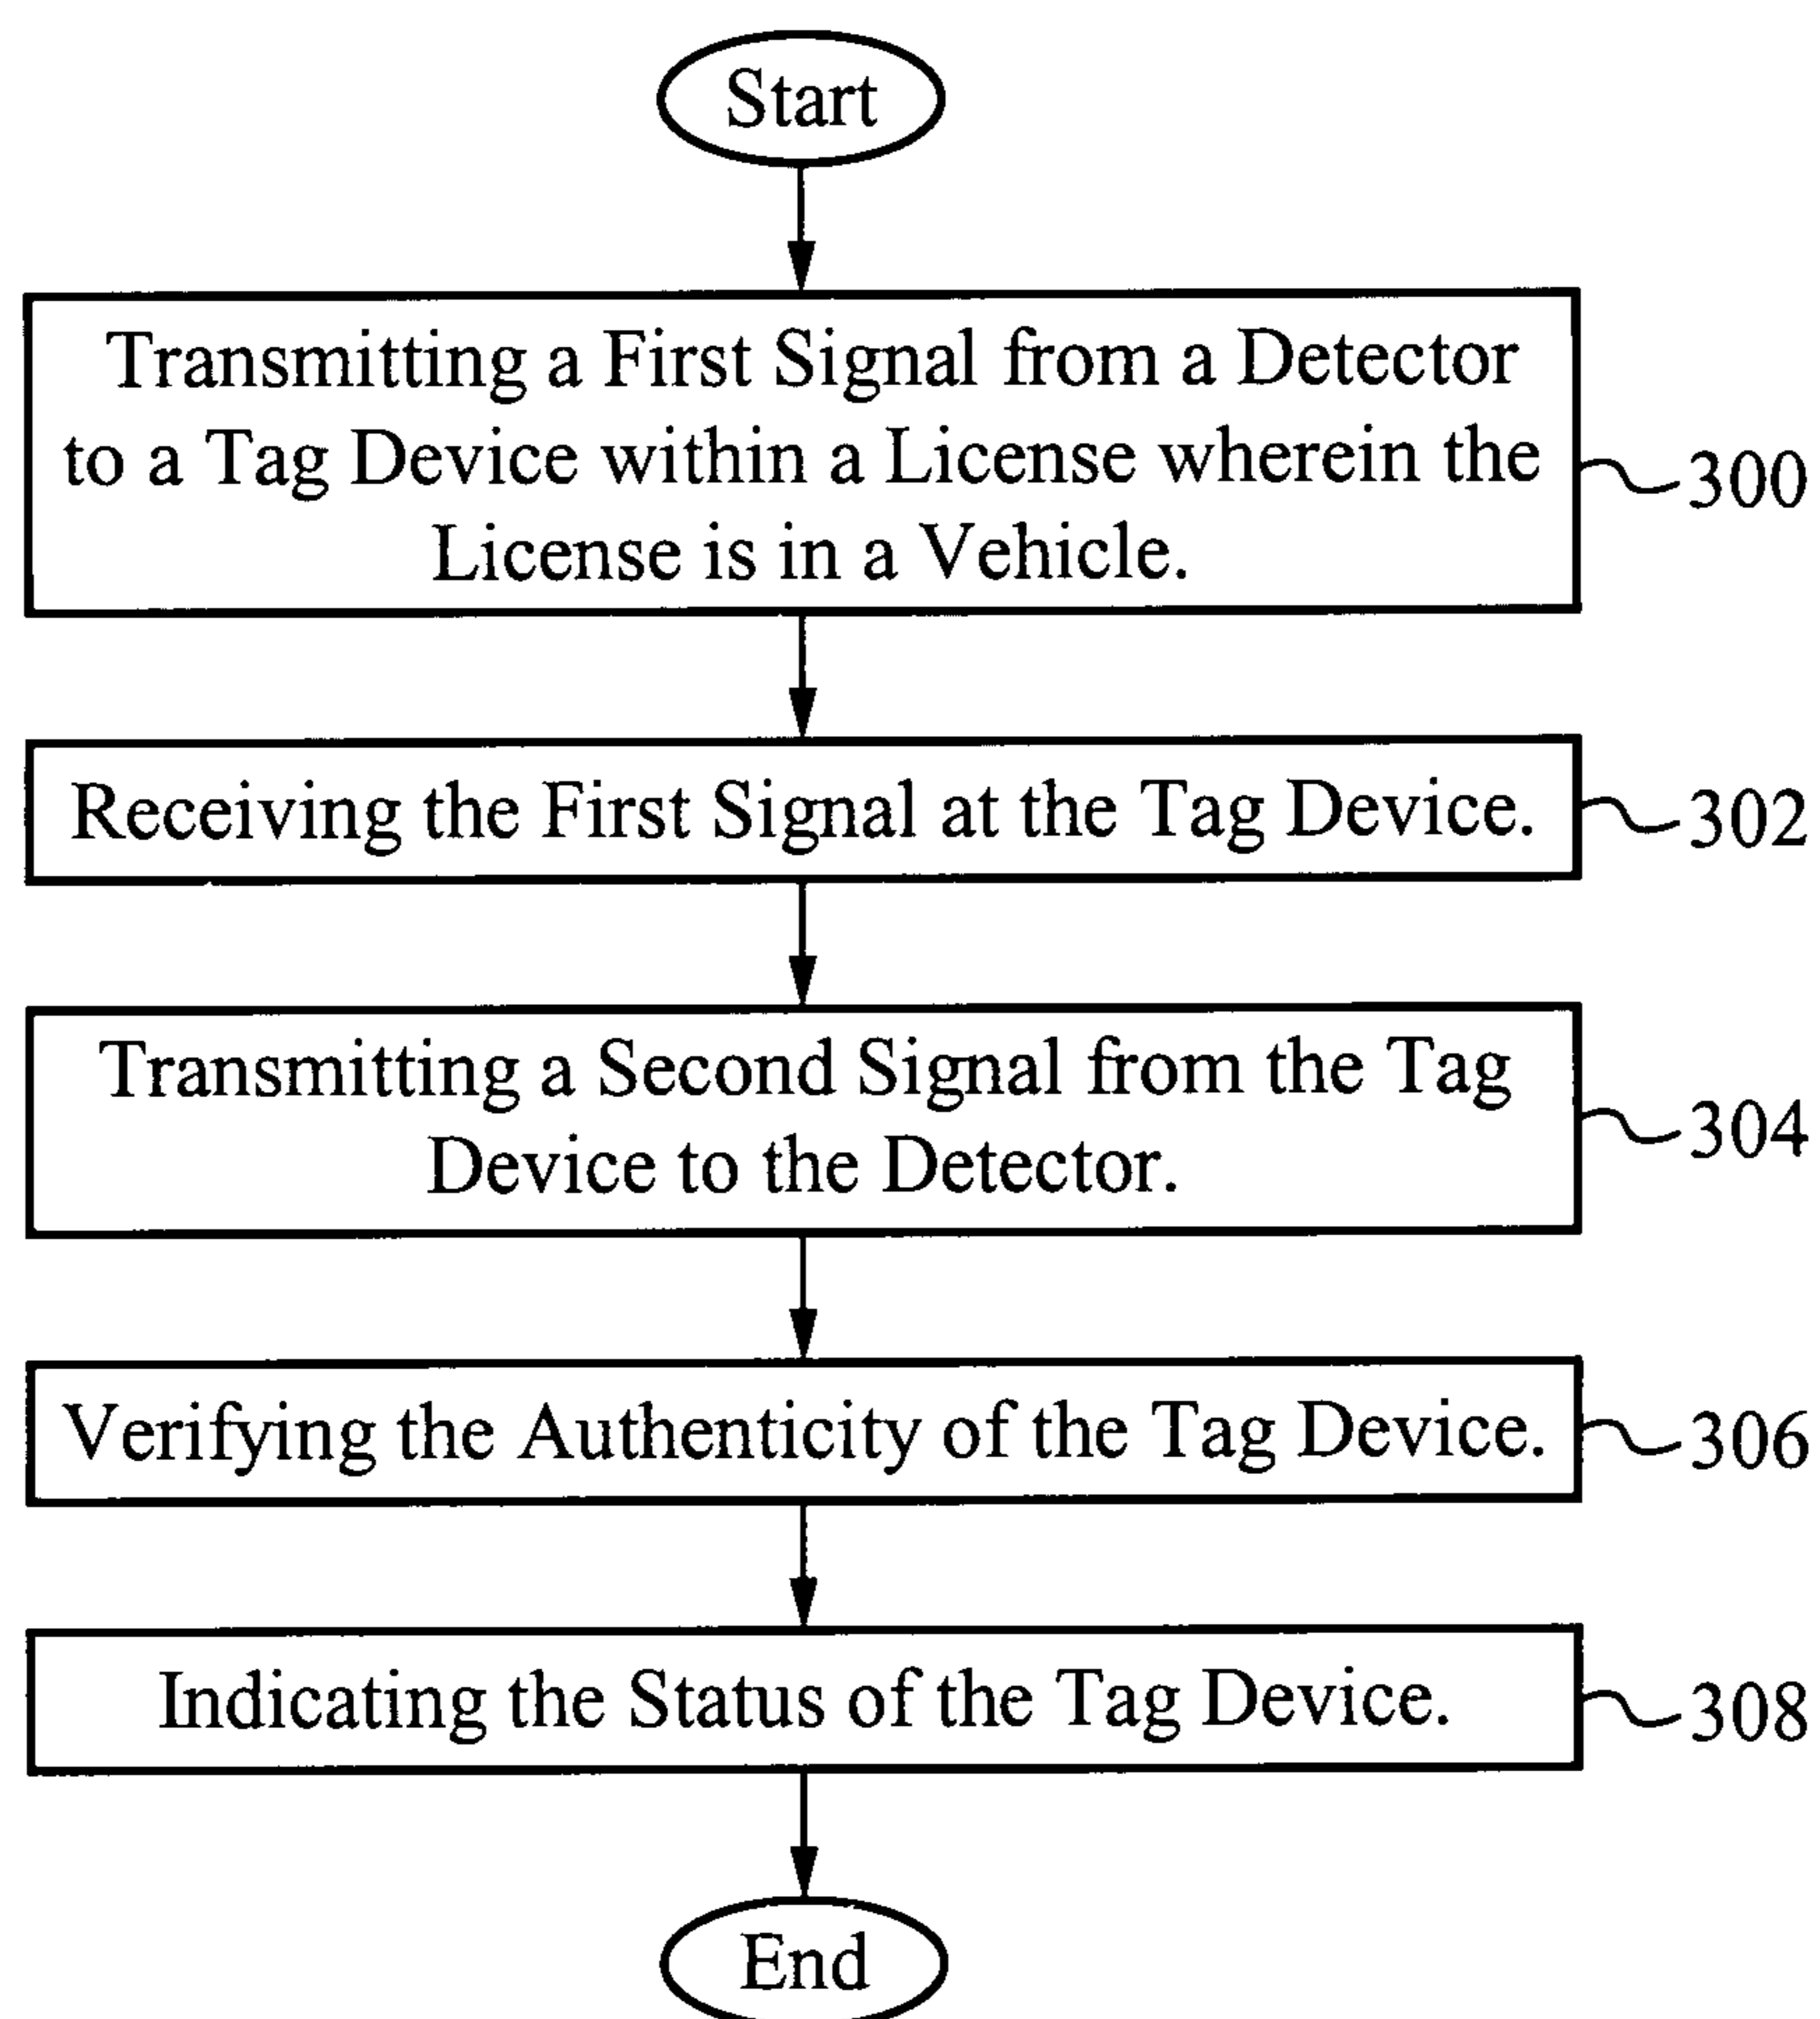 Start
Transmitting a First Signal from a Detector
to a Tag Device within a License wherein the
License is in a Vehicle.
300
Receiving the First Signal at the Tag Device.
302
Transmitting a Second Signal from the Tag
Device to the Detector.
304
Verifying the Authenticity of the Tag Device.
306
Indicating the Status of the Tag Device.
308
End